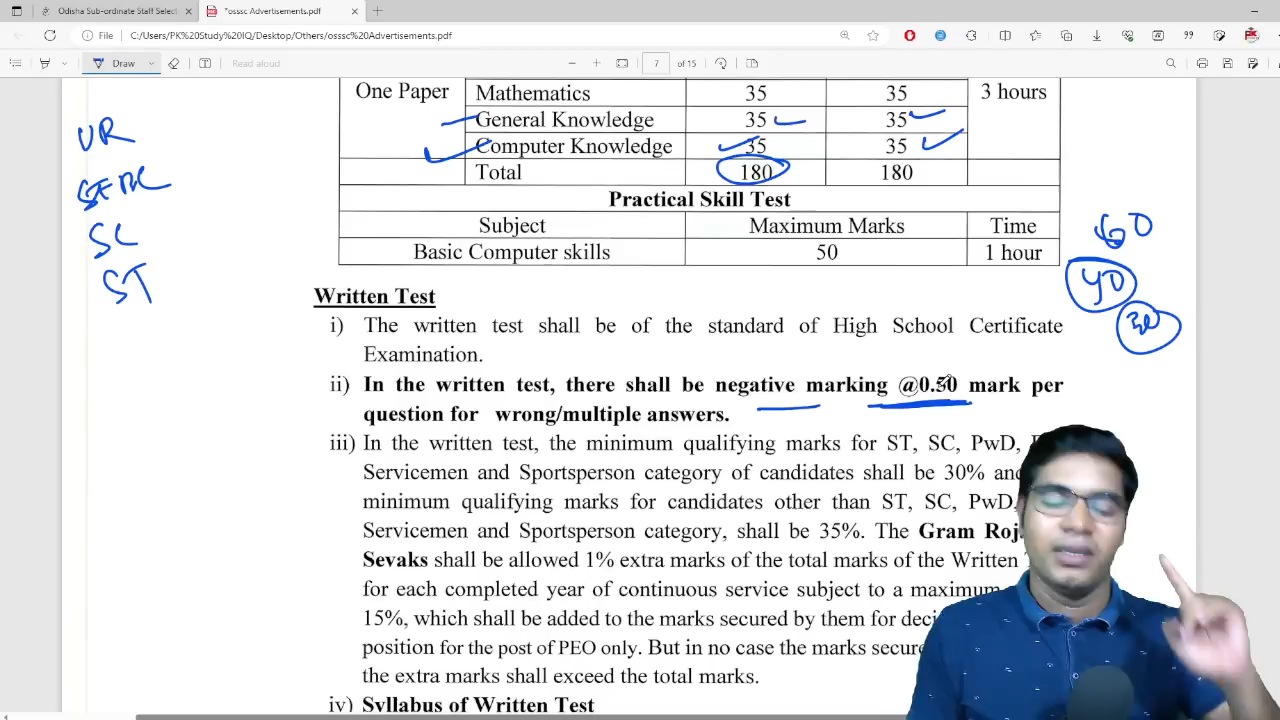 Odisha Sub-ordinate Staff Selecti
*osssc Advertisements.pdf
File
C:/Users/PK%20Study%20IQ/Desktop/Others/osssc%20Advertisements.pdf
Draw
Read aloud
7 of 15
One Paper Mathematics 35 35 3 hours
General Knowledge 35 35
Computer Knowledge 35 35
Total 180 180
Practical Skill Test
Subject Maximum Marks Time
Basic Computer skills 50 1 hour
UR
SEBC
SC
ST
60
40
30
Written Test
i) The written test shall be of the standard of High School Certificate
Examination.
ii) In the written test, there shall be negative marking @0.50 mark per
question for wrong/multiple answers.
iii) In the written test, the minimum qualifying marks for ST, SC, PwD,
Servicemen and Sportsperson category of candidates shall be 30% and
minimum qualifying marks for candidates other than ST, SC, PwD,
Servicemen and Sportsperson category, shall be 35%. The Gram Roj
Sevaks shall be allowed 1% extra marks of the total marks of the Written
for each completed year of continuous service subject to a maximum
15%, which shall be added to the marks secured by them for deci
position for the post of PEO only. But in no case the marks secure
the extra marks shall exceed the total marks.
iv) Syllabus of Written Test